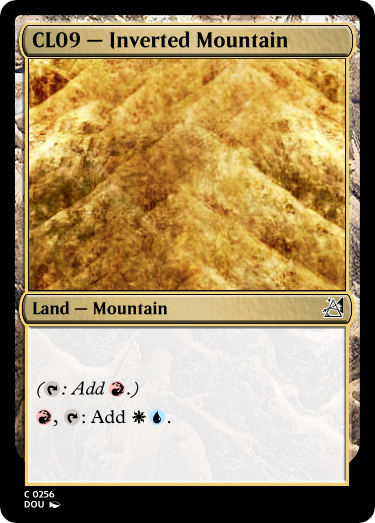 CL09 — Inverted Mountain
Land — Mountain
(: Add .)
, : Add .
C 0256
DOU